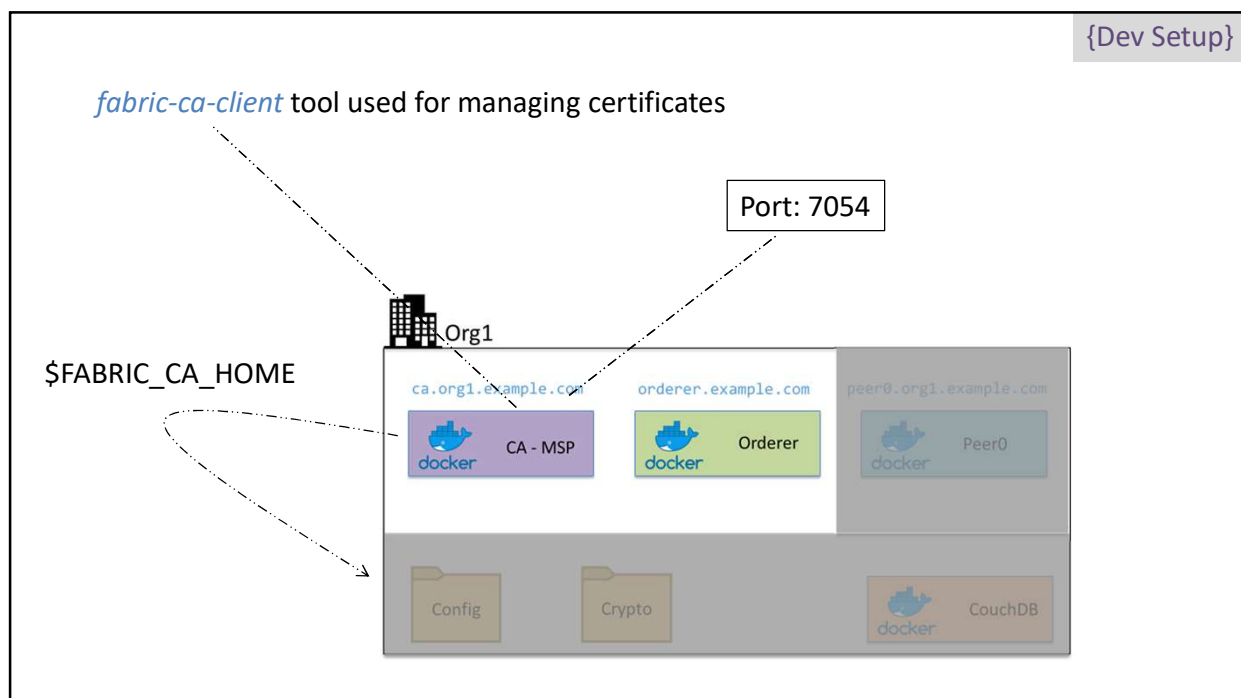 {Dev Setup}
fabric-ca-client tool used for managing certificates
Port: 7054
Org1
$FABRIC_CA_HOME
ca.org1.example.com
orderer.example.com
peer0.org1.example.com
docker
CA - MSP
docker
Orderer
docker
Peer0
Config
Crypto
docker
CouchDB